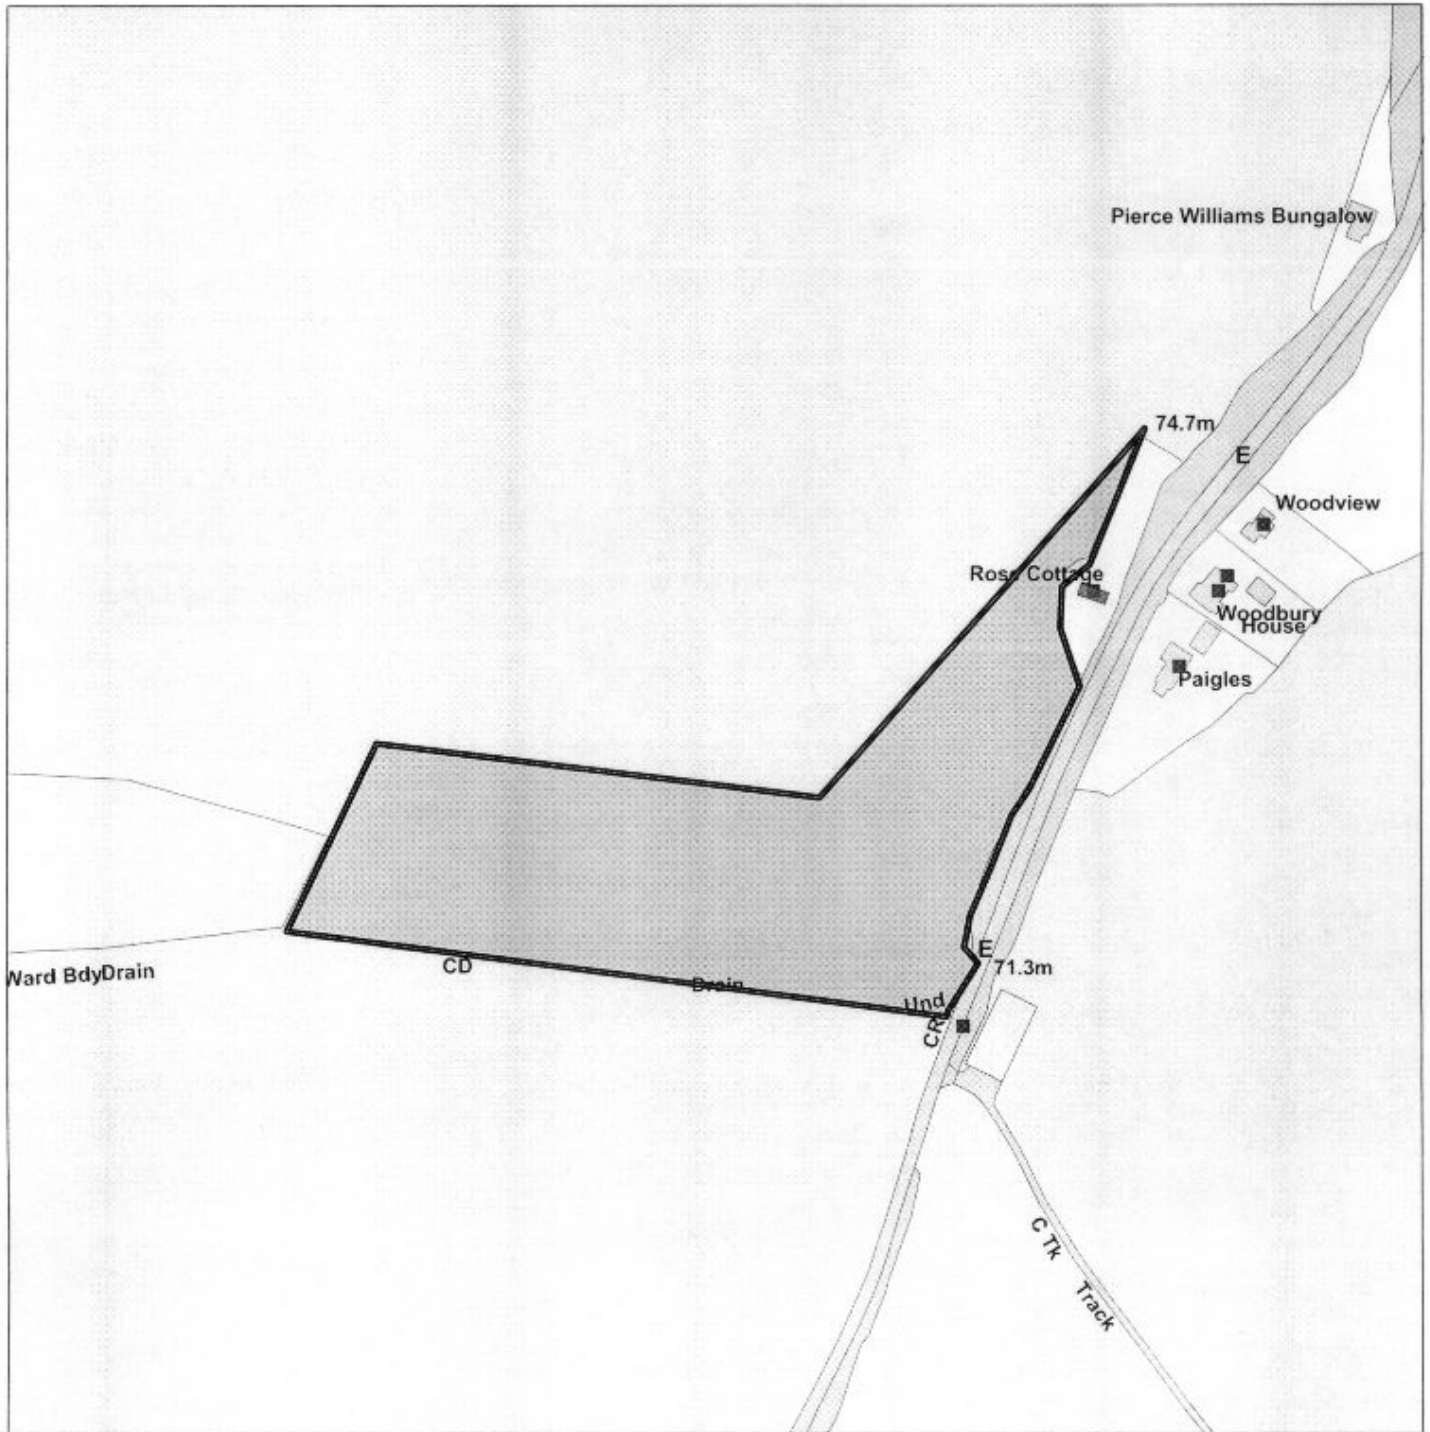 Pierce Williams Bungalow
74.7m
E
Woodview
Rose Cottage
Woodbury
House
Paigles
E
71.3m
Ward BdyDrain
CD
Drain
Und
CR
C Tk
Track